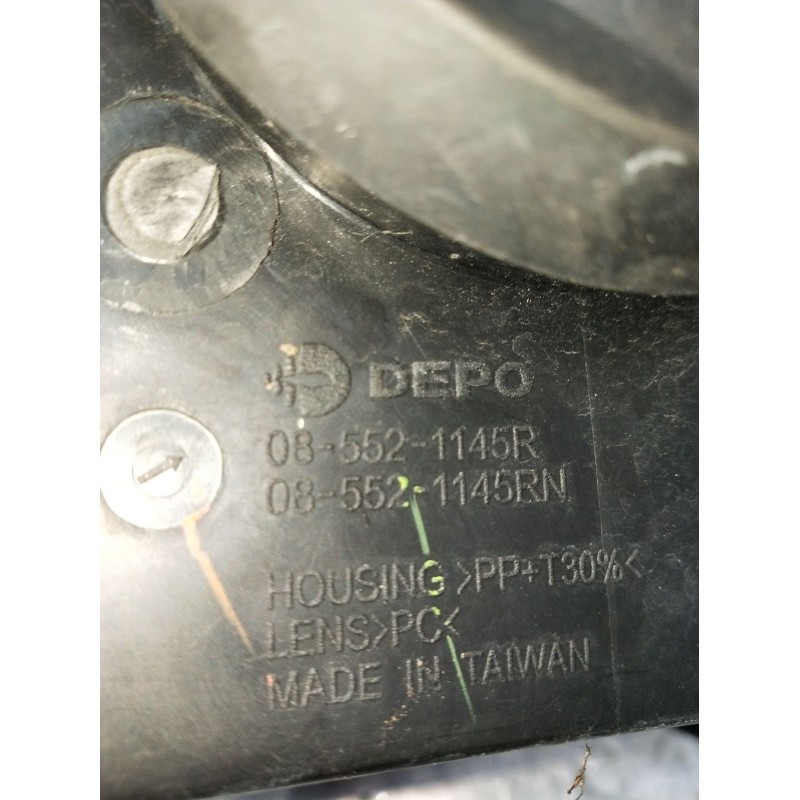 DEPO
08-552-1145R
08-552-1145RN
HOUSING >PP+T30%<
LENS>PC<
MADE IN TAIWAN